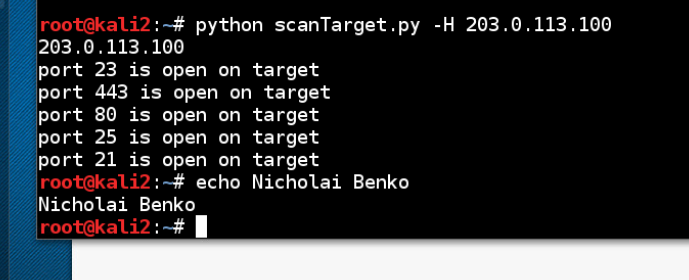 root@kali2:~# python scanTarget.py -H 203.0.113.100
203.0.113.100
port 23 is open on target
port 443 is open on target
port 80 is open on target
port 25 is open on target
port 21 is open on target
root@kali2:~# echo Nicholai Benko
Nicholai Benko
root@kali2:~#